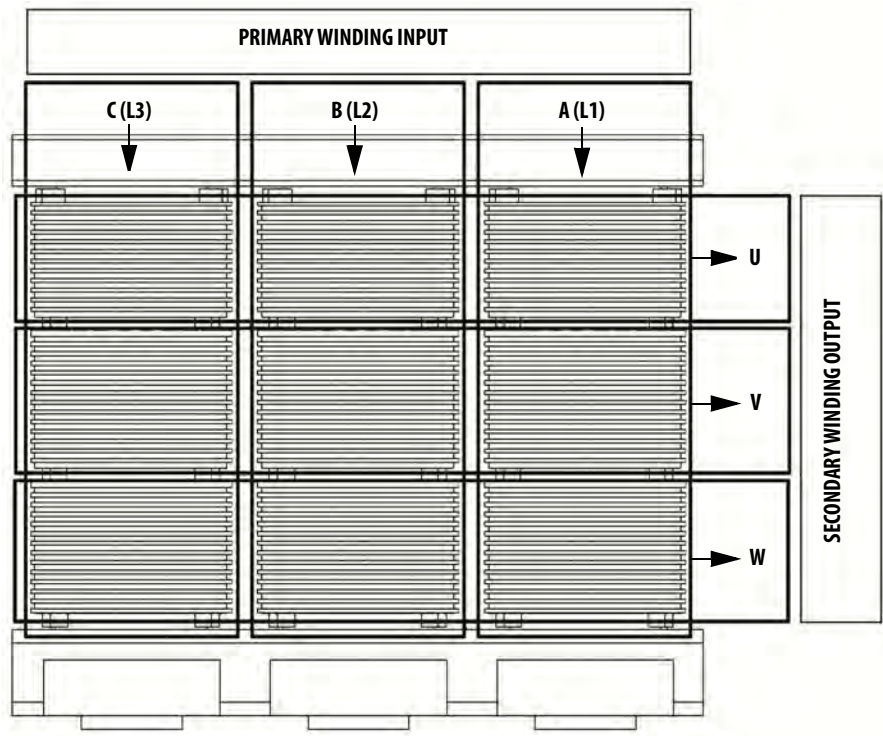 PRIMARY WINDING INPUT
C (L3)
B (L2)
A (L1)
U
V
W
SECONDARY WINDING OUTPUT